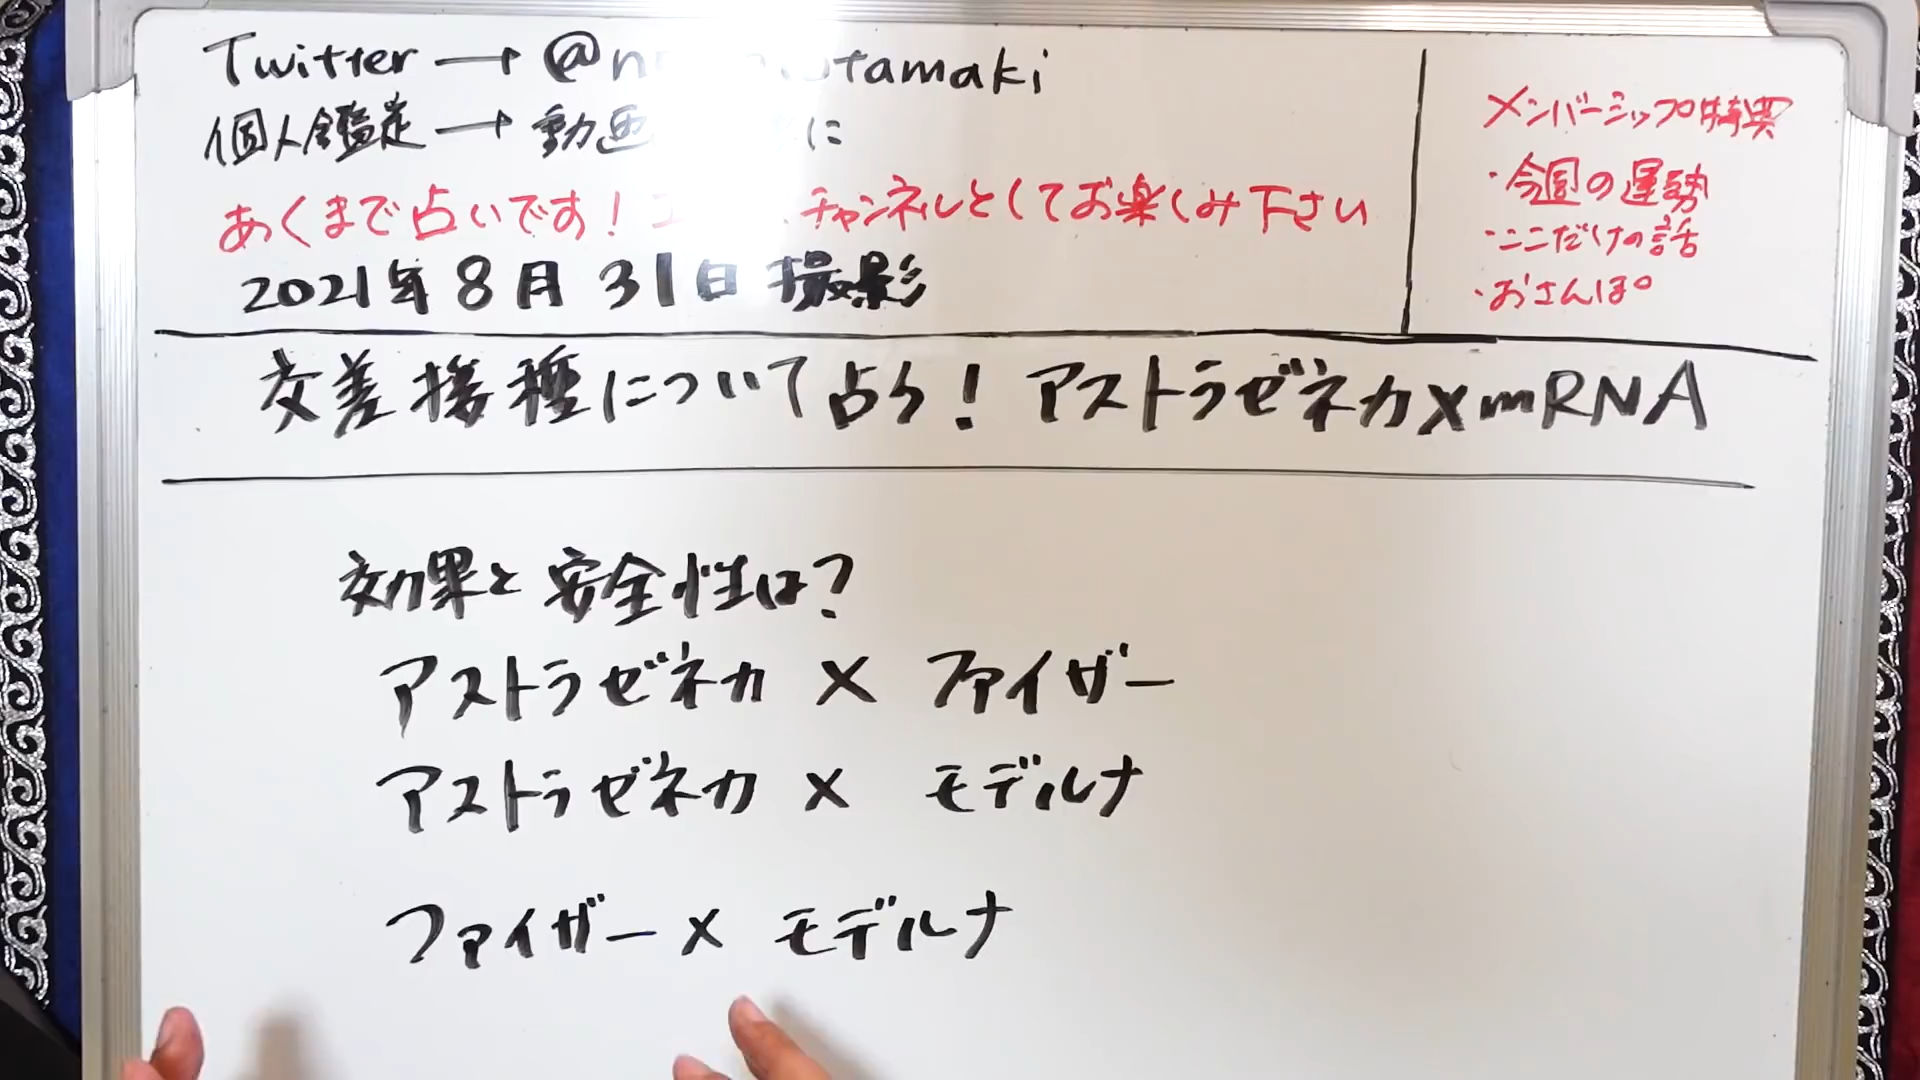 Twitter → @n tamaki
個人鑑定 → 動画 に
あくまで占いです! チャンネルとしてお楽しみ下さい
2021年8月31日撮影
メンバーシップ特典
・今週の運勢
・ここだけの話
・おさんぽ
交差接種について占う! アストラゼネカ×mRNA
効果と安全性は?
アストラゼネカ × ファイザー
アストラゼネカ × モデルナ
ファイザー × モデルナ